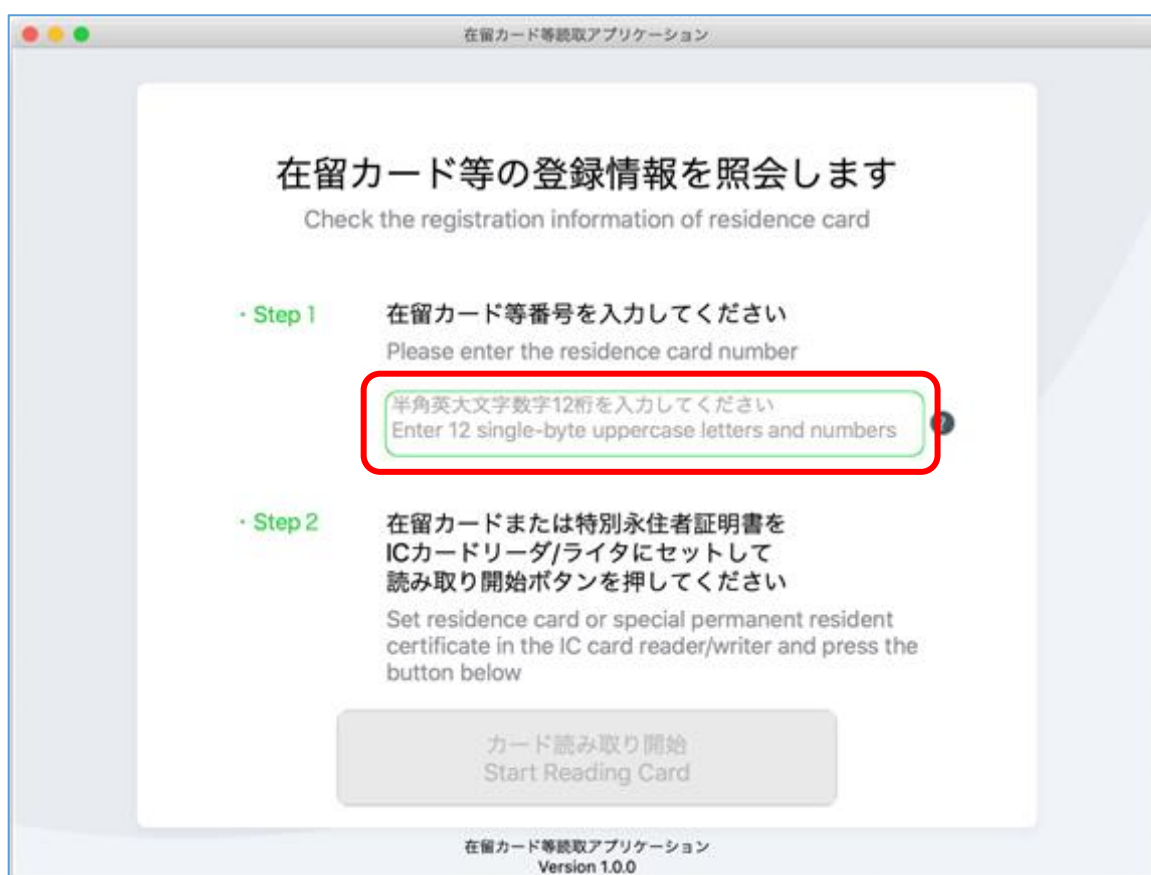 在留カード等読取アプリケーション
在留カード等の登録情報を照会します
Check the registration information of residence card
・Step 1
在留カード等番号を入力してください
Please enter the residence card number
半角英大文字数字12桁を入力してください
Enter 12 single-byte uppercase letters and numbers
?
・Step 2
在留カードまたは特別永住者証明書を
ICカードリーダ/ライタにセットして
読み取り開始ボタンを押してください
Set residence card or special permanent resident
certificate in the IC card reader/writer and press the
button below
カード読み取り開始
Start Reading Card
在留カード等読取アプリケーション
Version 1.0.0